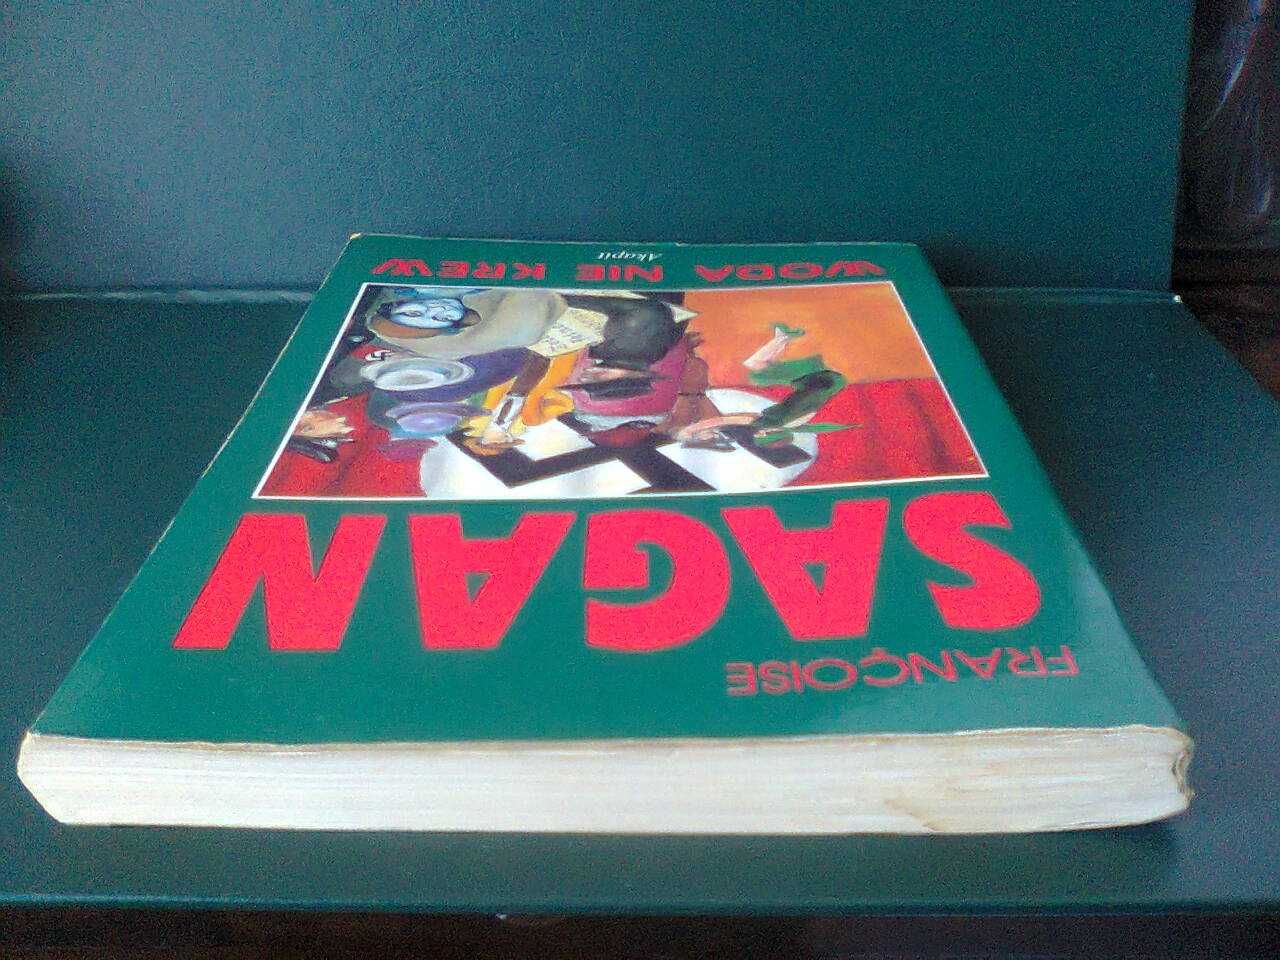 FRANÇOISE
SAGAN
WODA NIE KREW
Akapit